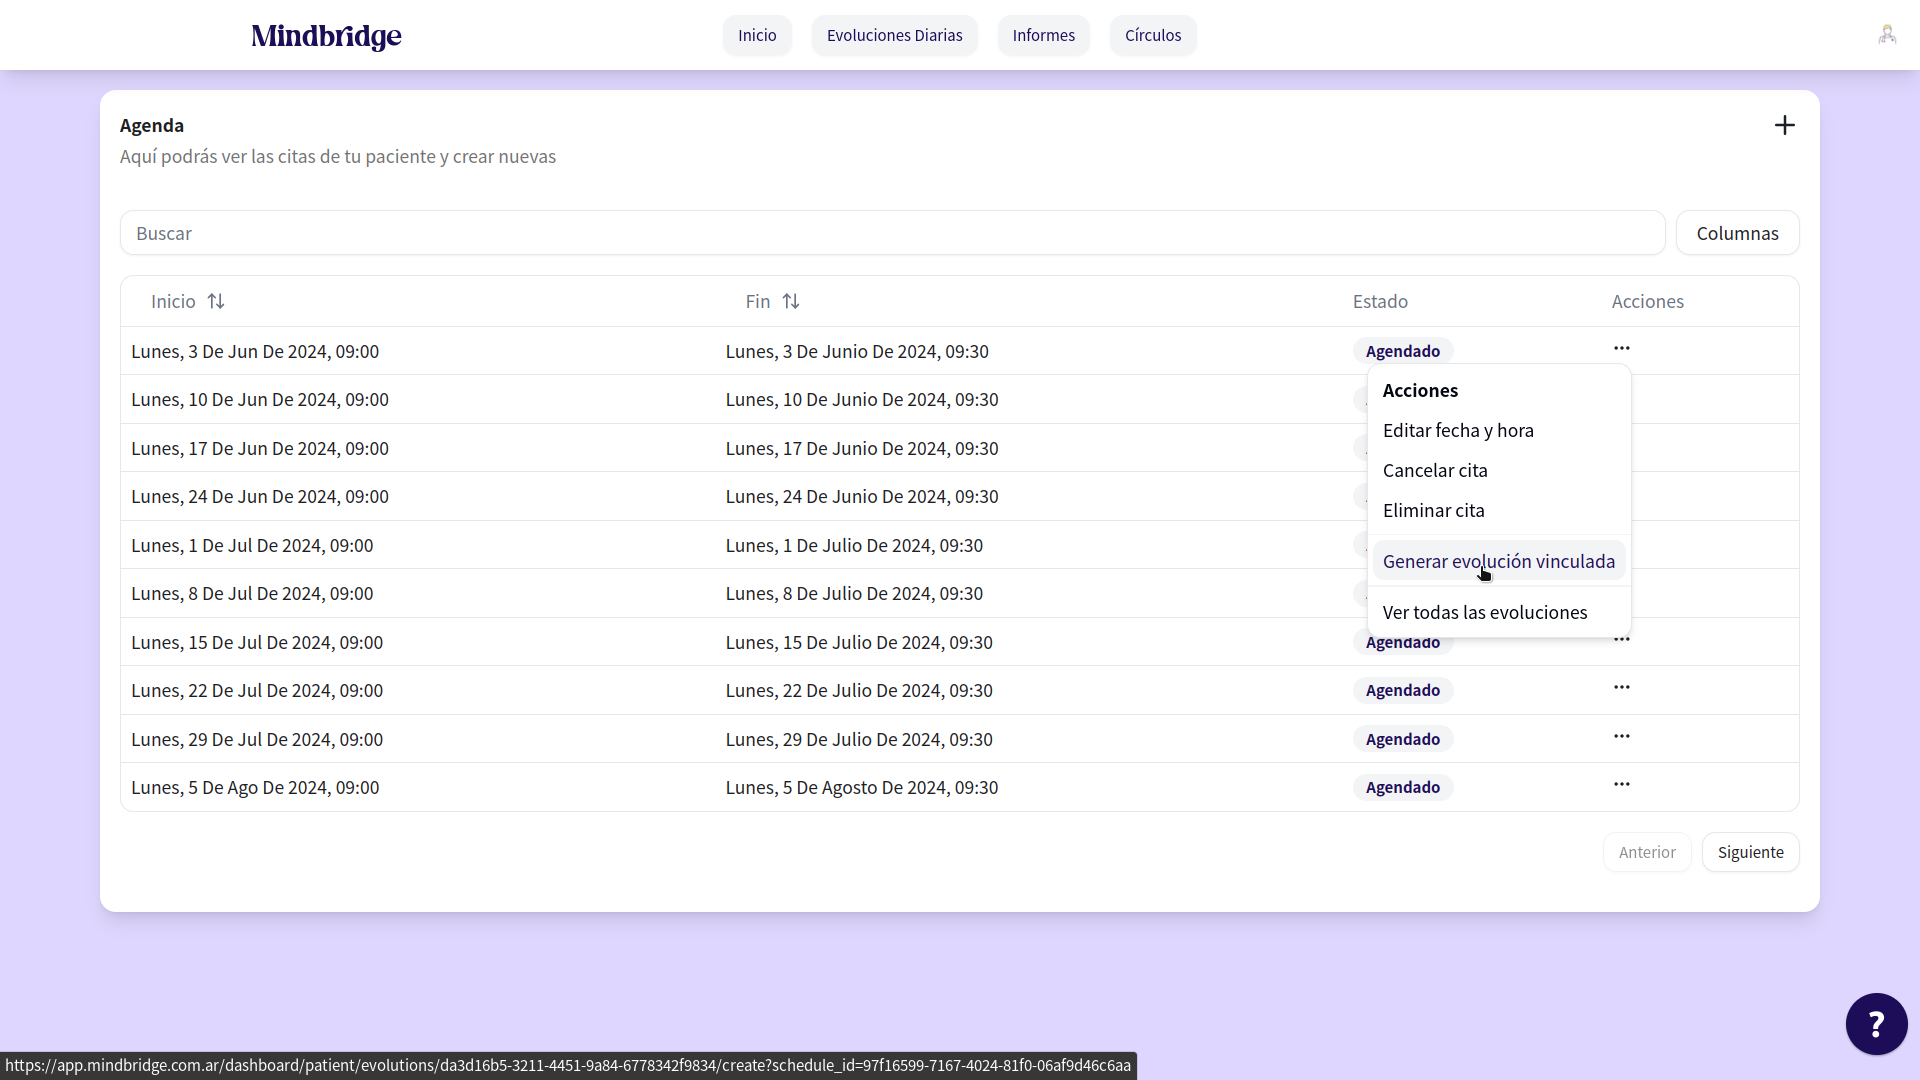 Mindbridge
Inicio Evoluciones Diarias Informes Círculos
Agenda
Aquí podrás ver las citas de tu paciente y crear nuevas
Buscar Columnas
Inicio Fin Estado Acciones
Lunes, 3 De Jun De 2024, 09:00 Lunes, 3 De Junio De 2024, 09:30 Agendado
Lunes, 10 De Jun De 2024, 09:00 Lunes, 10 De Junio De 2024, 09:30
Lunes, 17 De Jun De 2024, 09:00 Lunes, 17 De Junio De 2024, 09:30
Lunes, 24 De Jun De 2024, 09:00 Lunes, 24 De Junio De 2024, 09:30
Lunes, 1 De Jul De 2024, 09:00 Lunes, 1 De Julio De 2024, 09:30
Lunes, 8 De Jul De 2024, 09:00 Lunes, 8 De Julio De 2024, 09:30
Lunes, 15 De Jul De 2024, 09:00 Lunes, 15 De Julio De 2024, 09:30 Agendado
Lunes, 22 De Jul De 2024, 09:00 Lunes, 22 De Julio De 2024, 09:30 Agendado
Lunes, 29 De Jul De 2024, 09:00 Lunes, 29 De Julio De 2024, 09:30 Agendado
Lunes, 5 De Ago De 2024, 09:00 Lunes, 5 De Agosto De 2024, 09:30 Agendado
Acciones
Editar fecha y hora
Cancelar cita
Eliminar cita
Generar evolución vinculada
Ver todas las evoluciones
Anterior Siguiente
?
https://app.mindbridge.com.ar/dashboard/patient/evolutions/da3d16b5-3211-4451-9a84-6778342f9834/create?schedule_id=97f16599-7167-4024-81f0-06af9d46c6aa